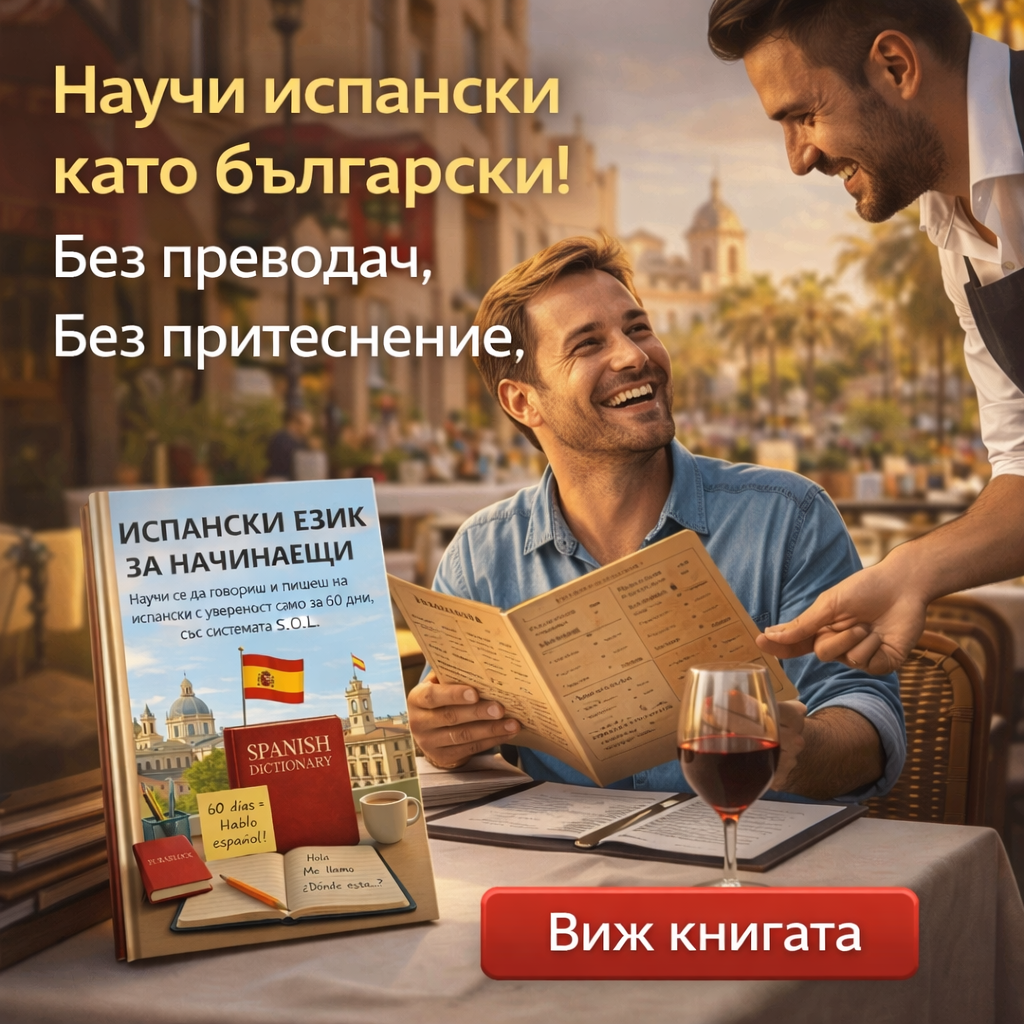 Научи испански
като български!
Без преводач,
Без притеснение,
ИСПАНСКИ ЕЗИК
ЗА НАЧИНАЕЩИ
Научи се да говориш и пишеш на
испански с увереност само за 60 дни,
със системата S.O.L.
SPANISH
DICTIONARY
60 días =
Hablo
español!
Hola
Me llamo
¿Dónde esta...?
Виж книгата